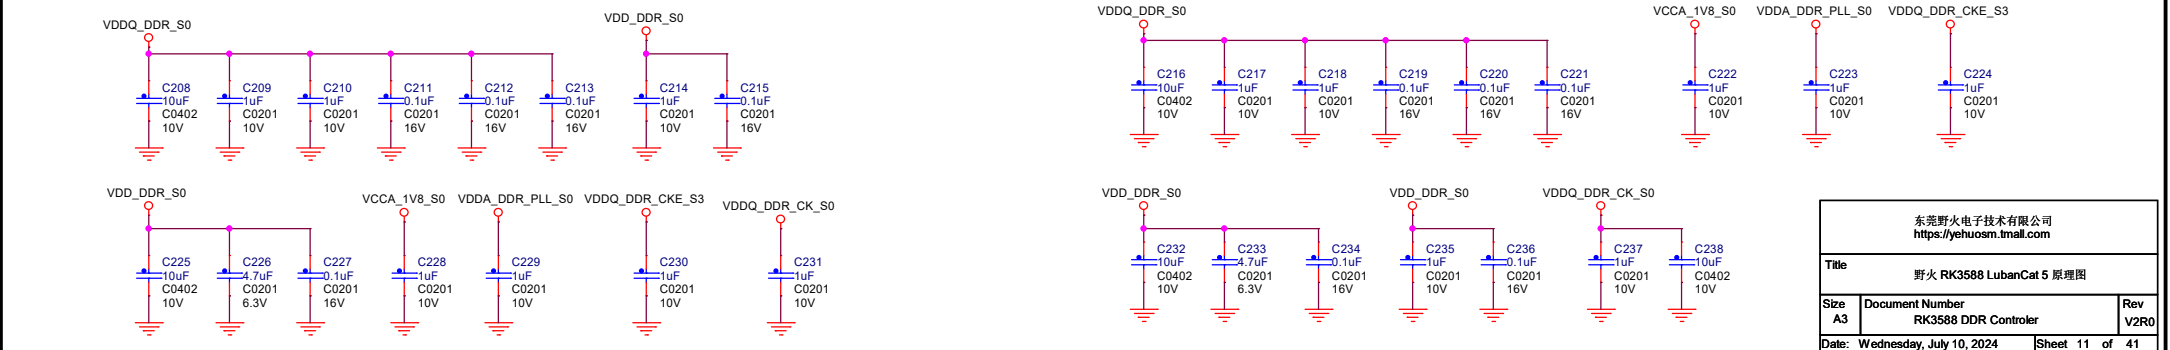 VDDQ_DDR_S0
C208
10uF
C0402
10V
C209
1uF
C0201
10V
C210
1uF
C0201
10V
C211
0.1uF
C0201
16V
C212
0.1uF
C0201
16V
C213
0.1uF
C0201
16V
VDD_DDR_S0
C214
1uF
C0201
10V
C215
0.1uF
C0201
16V
VDDQ_DDR_S0
C216
10uF
C0402
10V
C217
1uF
C0201
10V
C218
1uF
C0201
10V
C219
0.1uF
C0201
16V
C220
0.1uF
C0201
16V
C221
0.1uF
C0201
16V
VCCA_1V8_S0
C222
1uF
C0201
10V
VDDA_DDR_PLL_S0
C223
1uF
C0201
10V
VDDQ_DDR_CKE_S3
C224
1uF
C0201
10V
VDD_DDR_S0
C225
10uF
C0402
10V
C226
4.7uF
C0201
6.3V
C227
0.1uF
C0201
16V
VCCA_1V8_S0
C228
1uF
C0201
10V
VDDA_DDR_PLL_S0
C229
1uF
C0201
10V
VDDQ_DDR_CKE_S3
C230
1uF
C0201
10V
VDDQ_DDR_CK_S0
C231
1uF
C0201
10V
VDD_DDR_S0
C232
10uF
C0402
10V
C233
4.7uF
C0201
6.3V
C234
0.1uF
C0201
16V
VDD_DDR_S0
C235
1uF
C0201
10V
C236
0.1uF
C0201
16V
VDDQ_DDR_CK_S0
C237
1uF
C0201
10V
C238
10uF
C0402
10V
东莞野火电子技术有限公司
https://yehuosm.tmall.com
Title
野火 RK3588 LubanCat 5 原理图
Size
A3
Document Number
RK3588 DDR Controler
Rev
V2R0
Date: Wednesday, July 10, 2024
Sheet 11 of 41